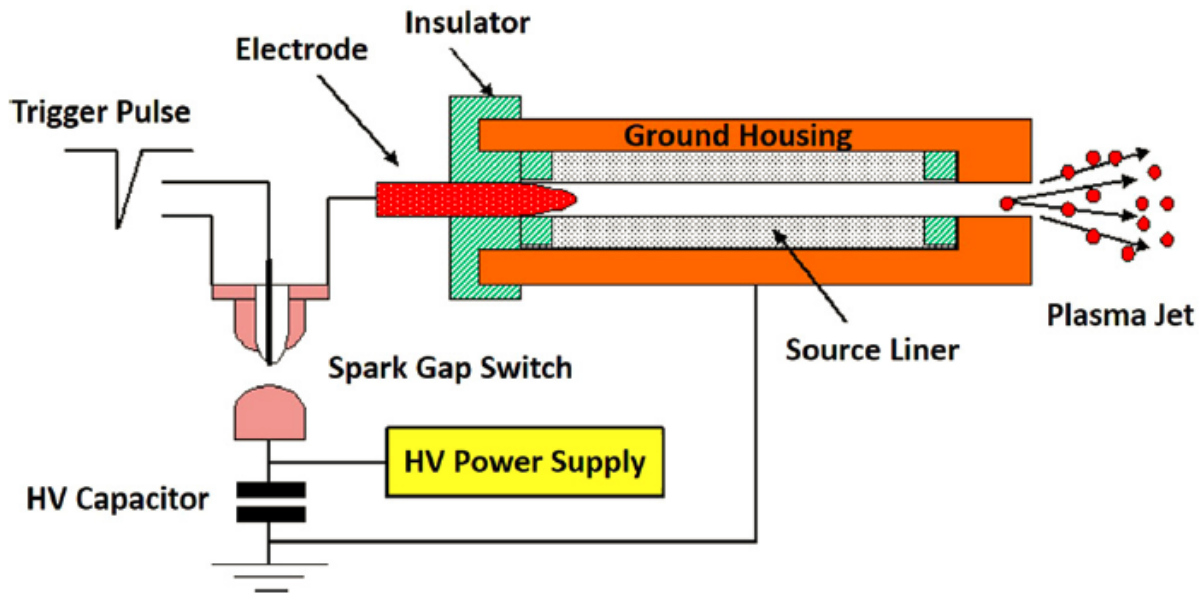 Insulator
Electrode
Trigger Pulse
Ground Housing
Plasma Jet
Source Liner
Spark Gap Switch
HV Power Supply
HV Capacitor